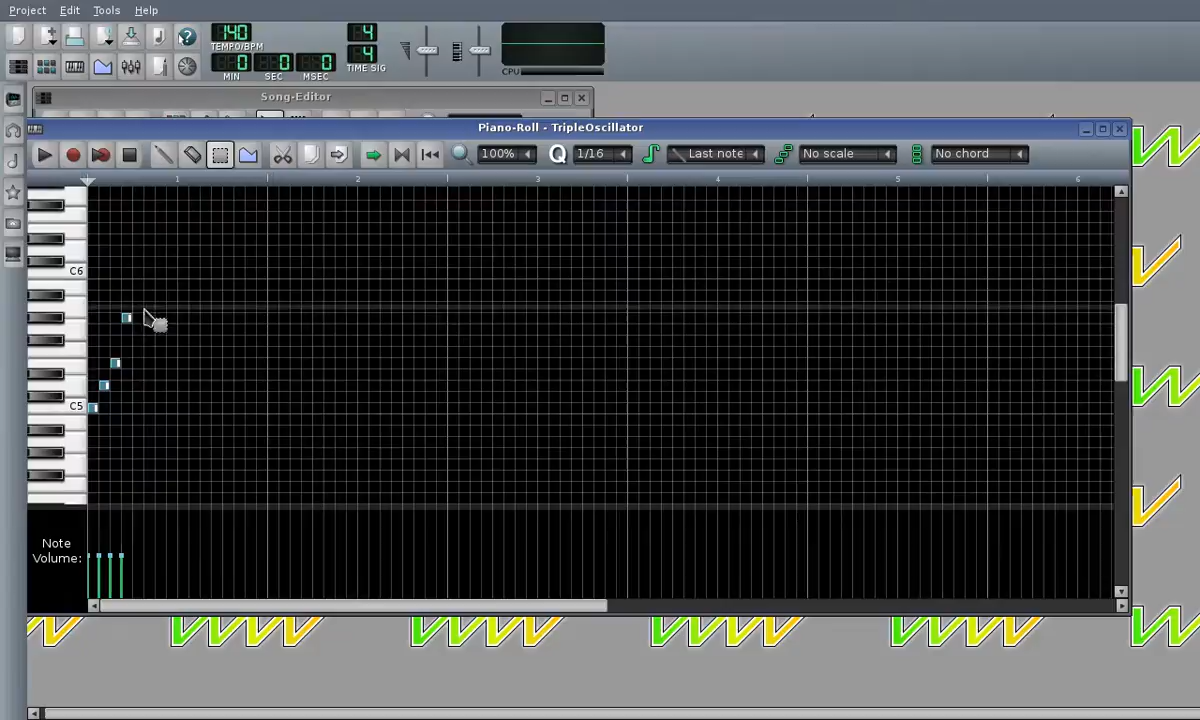 Project Edit Tools Help
140
TEMPO/BPM
4
4
TIME SIG
0 0 0
MIN SEC MSEC
CPU
Song-Editor
Piano-Roll - TripleOscillator
100% Q 1/16 Last note No scale No chord
1 2 3 4 5 6
C6
C5
Note
Volume: